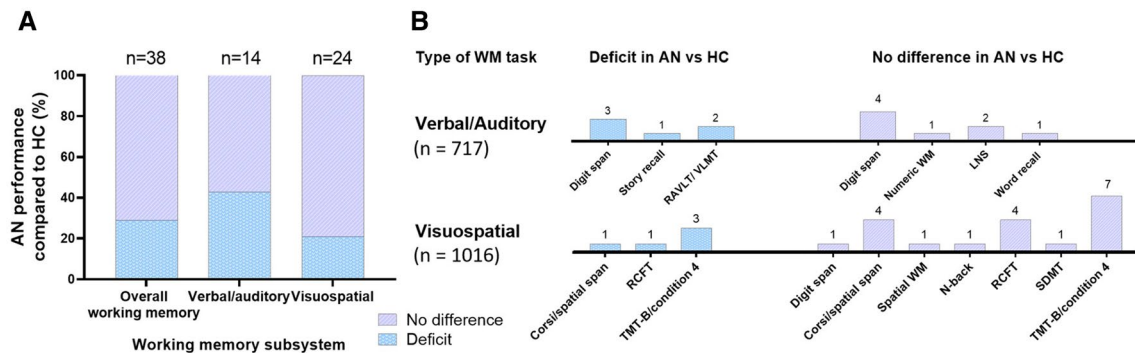 A
n=38 n=14 n=24
100
80
60
40
20
0
AN performance
compared to HC (%)
Overall
working memory
Verbal/auditory
Visuospatial
Working memory subsystem
No difference
Deficit
B
Type of WM task
Deficit in AN vs HC
No difference in AN vs HC
Verbal/Auditory
(n = 717)
3 1 2
Digit span
Story recall
RAVLT/ VLMT
4 1 2 1
Digit span
Numeric WM
LNS
Word recall
Visuospatial
(n = 1016)
1 1 3
Corsi/spatial span
RCFT
TMT-B/condition 4
1 4 1 1 4 1 7
Digit span
Corsi/spatial span
Spatial WM
N-back
RCFT
SDMT
TMT-B/condition 4